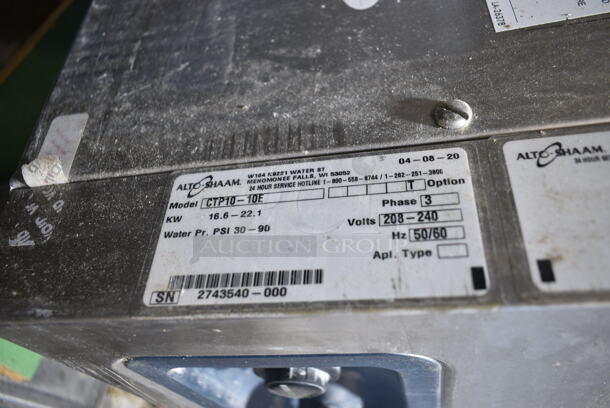 ALTO-SHAAM
W164 N9221 WATER ST
MENOMONEE FALLS, WI 53052
24 HOUR SERVICE HOTLINE 1-800-558-8744 / 1-262-251-3806
04-08-20
Model CTP10-10E T Option
KW 16.6-22.1 Phase 3
Volts 208-240
Water Pr. PSI 30-90 Hz 50/60
Apl. Type
SN 2743540-000
ALTO-SHAAM
24 HOUR SER
AUCTION GROUP